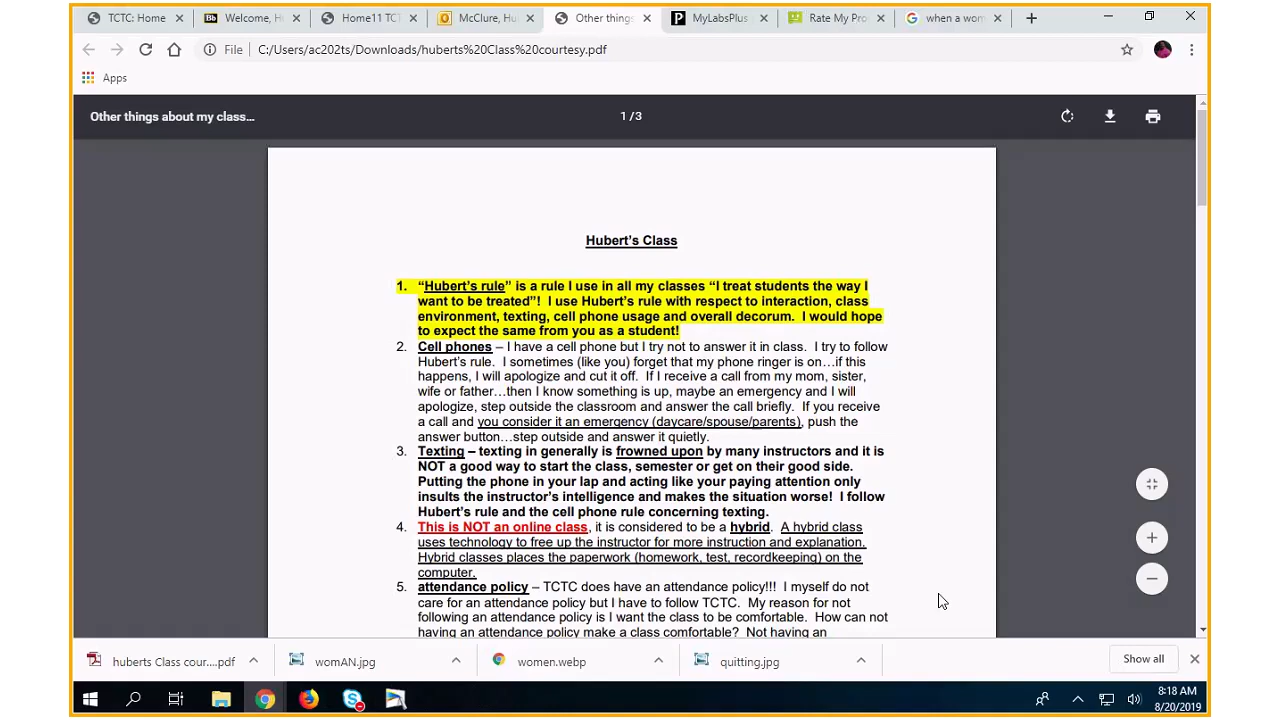 TCTC: Home
Welcome, H
Home11 TCT
McClure, Hu
Other things
MyLabsPlus
Rate My Pro
when a wom
File C:/Users/ac202ts/Downloads/huberts%20Class%20courtesy.pdf
Apps
Other things about my class...
1 / 3
Hubert's Class
1. “Hubert's rule” is a rule I use in all my classes “I treat students the way I
want to be treated”! I use Hubert's rule with respect to interaction, class
environment, texting, cell phone usage and overall decorum. I would hope
to expect the same from you as a student!
2. Cell phones – I have a cell phone but I try not to answer it in class. I try to follow
Hubert's rule. I sometimes (like you) forget that my phone ringer is on…if this
happens, I will apologize and cut it off. If I receive a call from my mom, sister,
wife or father…then I know something is up, maybe an emergency and I will
apologize, step outside the classroom and answer the call briefly. If you receive
a call and you consider it an emergency (daycare/spouse/parents), push the
answer button…step outside and answer it quietly.
3. Texting – texting in generally is frowned upon by many instructors and it is
NOT a good way to start the class, semester or get on their good side.
Putting the phone in your lap and acting like your paying attention only
insults the instructor's intelligence and makes the situation worse! I follow
Hubert's rule and the cell phone rule concerning texting.
4. This is NOT an online class, it is considered to be a hybrid. A hybrid class
uses technology to free up the instructor for more instruction and explanation.
Hybrid classes places the paperwork (homework, test, recordkeeping) on the
computer.
5. attendance policy – TCTC does have an attendance policy!!! I myself do not
care for an attendance policy but I have to follow TCTC. My reason for not
following an attendance policy is I want the class to be comfortable. How can not
having an attendance policy make a class comfortable? Not having an
huberts Class cour....pdf
womAN.jpg
women.webp
quitting.jpg
Show all
8:18 AM
8/20/2019